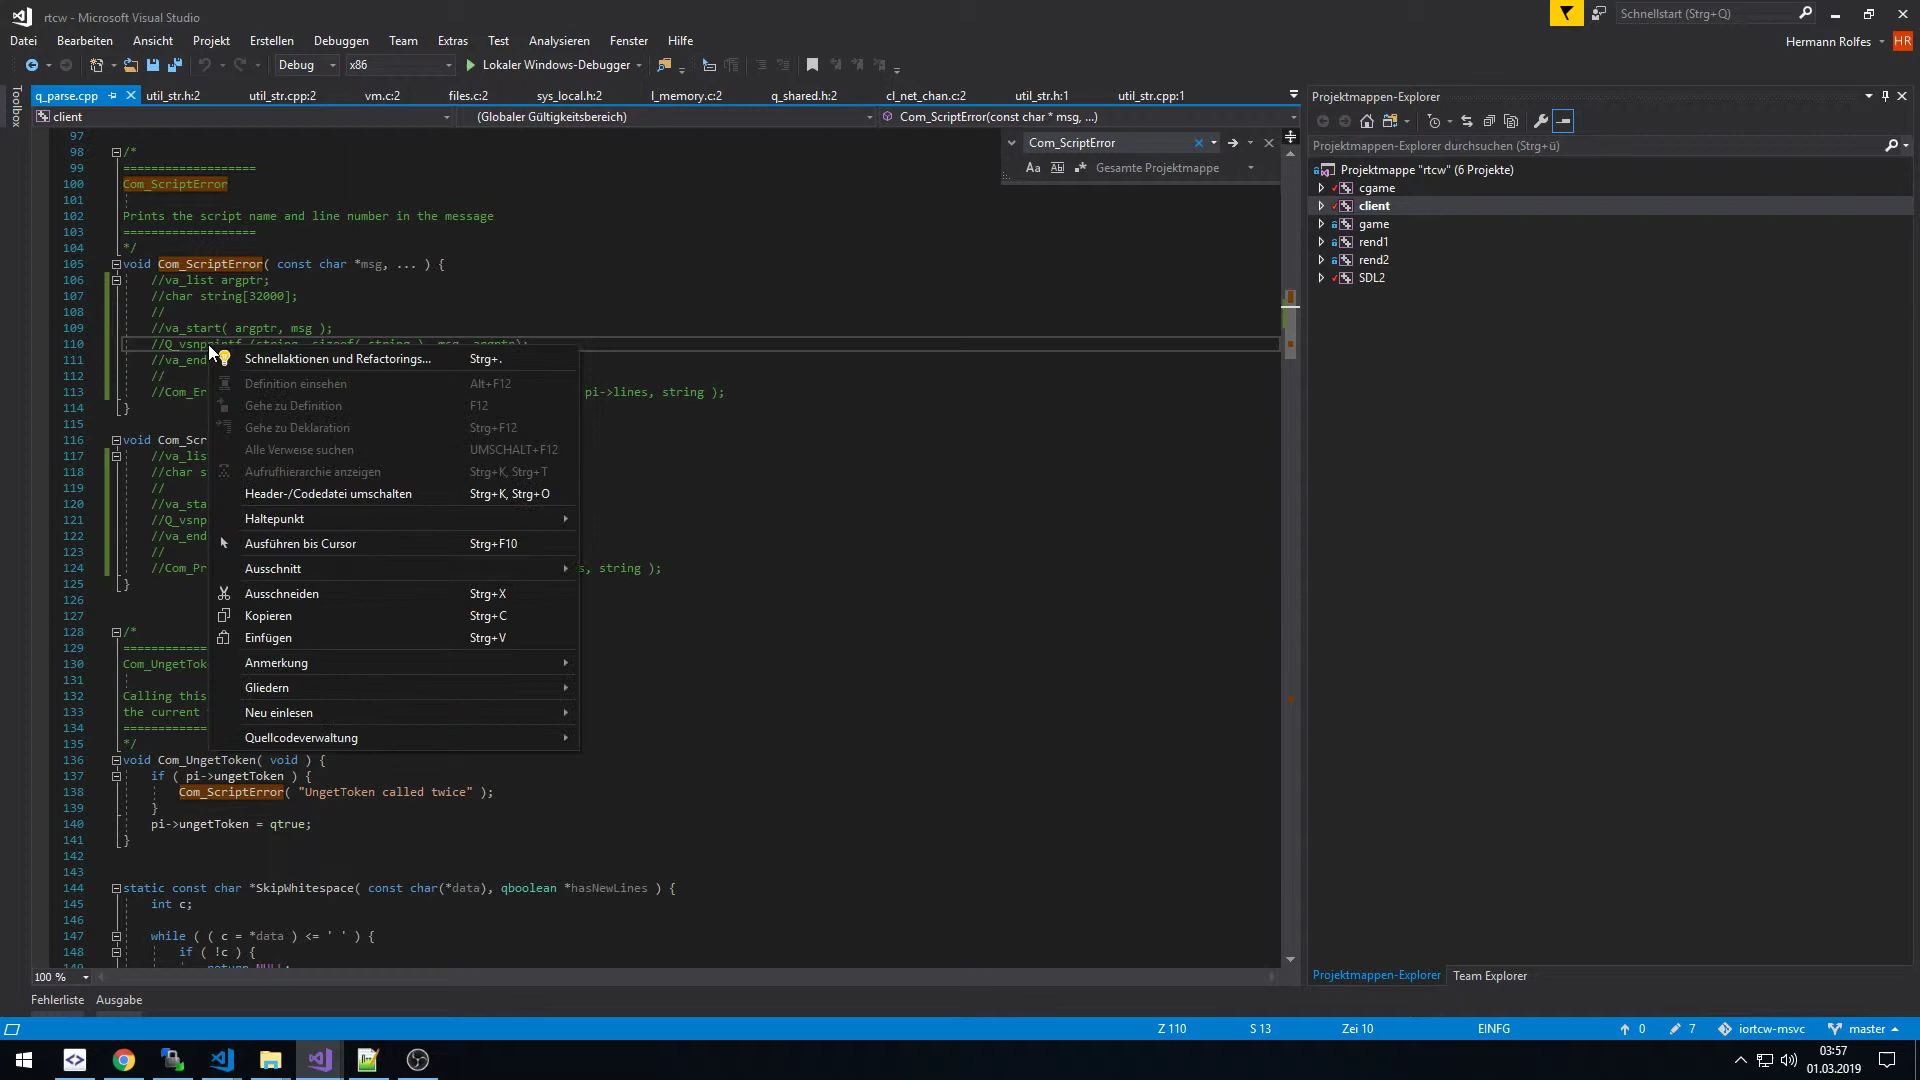 rtcw - Microsoft Visual Studio
Schnellstart (Strg+Q)
Datei Bearbeiten Ansicht Projekt Erstellen Debuggen Team Extras Test Analysieren Fenster Hilfe
Hermann Rolfes HR
Debug x86 Lokaler Windows-Debugger
Toolbox
q_parse.cpp util_str.h:2 util_str.cpp:2 vm.c:2 files.c:2 sys_local.h:2 l_memory.c:2 q_shared.h:2 cl_net_chan.c:2 util_str.h:1 util_str.cpp:1
client (Globaler Gültigkeitsbereich) Com_ScriptError(const char * msg, ...)
Com_ScriptError
Aa Ab Gesamte Projektmappe
97
98 /*
99 ===================
100 Com_ScriptError
101
102 Prints the script name and line number in the message
103 ===================
104 */
105 void Com_ScriptError( const char *msg, ... ) {
106 //va_list argptr;
107 //char string[32000];
108 //
109 //va_start( argptr, msg );
110 //Q_vsnprintf (string, sizeof( string ), msg, argptr);
111 //va_end
112 //
113 //Com_Er pi->lines, string );
114 }
115
116 void Com_Scr
117 //va_lis
118 //char s
119 //
120 //va_sta
121 //Q_vsnp
122 //va_end
123 //
124 //Com_Pr s, string );
125 }
126
127
128 /*
129
130 Com_UngetTok
131
132 Calling this
133 the current
134
135 */
136 void Com_UngetToken( void ) {
137 if ( pi->ungetToken ) {
138 Com_ScriptError( "UngetToken called twice" );
139 }
140 pi->ungetToken = qtrue;
141 }
142
143
144 static const char *SkipWhitespace( const char(*data), qboolean *hasNewLines ) {
145 int c;
146
147 while ( ( c = *data ) <= ' ' ) {
148 if ( !c ) {
149 return NULL;
Schnellaktionen und Refactorings... Strg+.
Definition einsehen Alt+F12
Gehe zu Definition F12
Gehe zu Deklaration Strg+F12
Alle Verweise suchen UMSCHALT+F12
Aufrufhierarchie anzeigen Strg+K, Strg+T
Header-/Codedatei umschalten Strg+K, Strg+O
Haltepunkt
Ausführen bis Cursor Strg+F10
Ausschnitt
Ausschneiden Strg+X
Kopieren Strg+C
Einfügen Strg+V
Anmerkung
Gliedern
Neu einlesen
Quellcodeverwaltung
Projektmappen-Explorer
Projektmappen-Explorer durchsuchen (Strg+ü)
Projektmappe "rtcw" (6 Projekte)
cgame
client
game
rend1
rend2
SDL2
Projektmappen-Explorer Team Explorer
100 %
Fehlerliste Ausgabe
Z 110 S 13 Zei 10 EINFG 0 7 iortcw-msvc master
03:57
01.03.2019